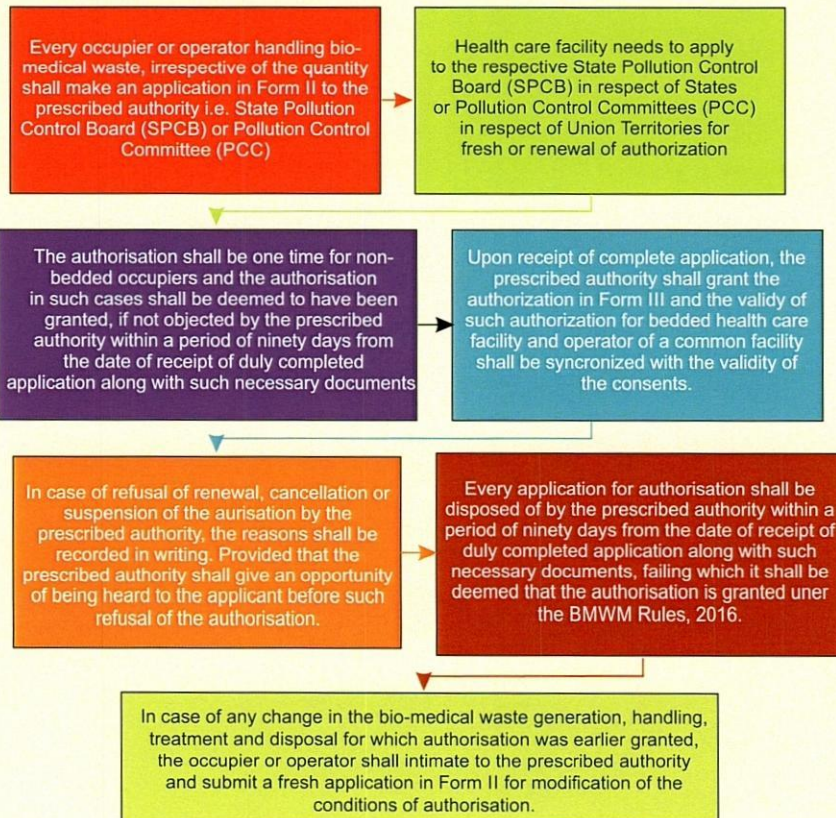 Every occupier or operator handling bio-
medical waste, irrespective of the quantity
shall make an application in Form II to the
prescribed authority i.e. State Pollution
Control Board (SPCB) or Pollution Control
Committee (PCC)
Health care facility needs to apply
to the respective State Pollution Control
Board (SPCB) in respect of States
or Pollution Control Committees (PCC)
in respect of Union Territories for
fresh or renewal of authorization
The authorisation shall be one time for non-
bedded occupiers and the authorisation
in such cases shall be deemed to have been
granted, if not objected by the prescribed
authority within a period of ninety days from
the date of receipt of duly completed
application along with such necessary documents
Upon receipt of complete application, the
prescribed authority shall grant the
authorization in Form III and the validy of
such authorization for bedded health care
facility and operator of a common facility
shall be syncronized with the validity of
the consents.
In case of refusal of renewal, cancellation or
suspension of the aurisation by the
prescribed authority, the reasons shall be
recorded in writing. Provided that the
prescribed authority shall give an opportunity
of being heard to the applicant before such
refusal of the authorisation.
Every application for authorisation shall be
disposed of by the prescribed authority within a
period of ninety days from the date of receipt of
duly completed application along with such
necessary documents, failing which it shall be
deemed that the authorisation is granted uner
the BMWM Rules, 2016.
In case of any change in the bio-medical waste generation, handling,
treatment and disposal for which authorisation was earlier granted,
the occupier or operator shall intimate to the prescribed authority
and submit a fresh application in Form II for modification of the
conditions of authorisation.